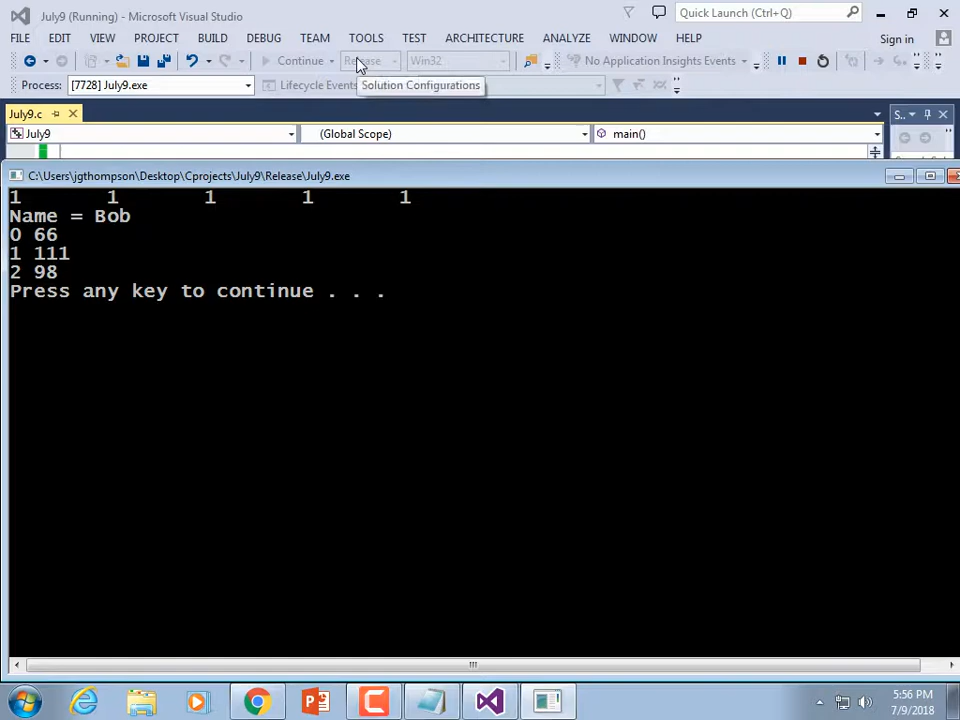 July9 (Running) - Microsoft Visual Studio
Quick Launch (Ctrl+Q)
FILE EDIT VIEW PROJECT BUILD DEBUG TEAM TOOLS TEST ARCHITECTURE ANALYZE WINDOW HELP Sign in
Continue Release Win32 No Application Insights Events
Process: [7728] July9.exe Lifecycle Events Solution Configurations
July9.c S..
July9 (Global Scope) main()
C:\Users\jgthompson\Desktop\Cprojects\July9\Release\July9.exe
1 1 1 1 1
Name = Bob
0 66
1 111
2 98
Press any key to continue . . .
5:56 PM
7/9/2018